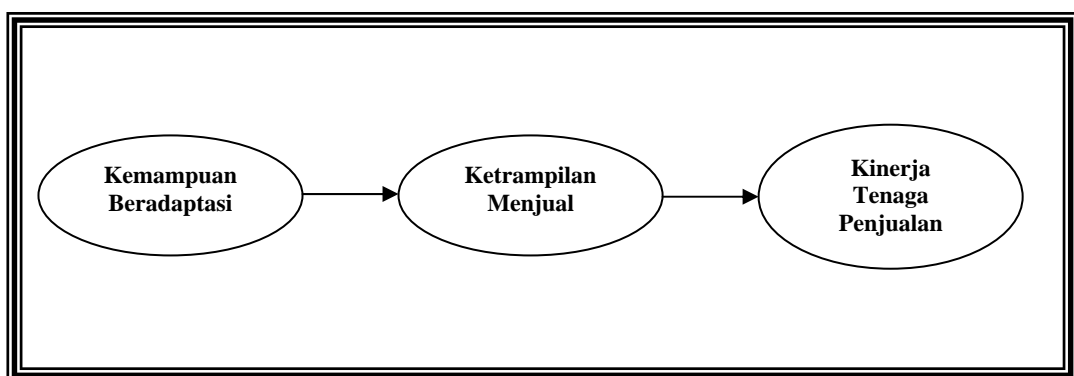 Kemampuan
Beradaptasi
Ketrampilan
Menjual
Kinerja
Tenaga
Penjualan